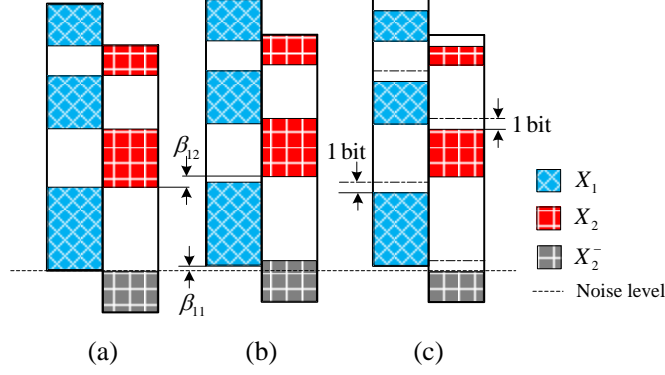 β₁₂
1 bit
1 bit
X₁
X₂
X₂⁻
Noise level
β₁₁
(a)
(b)
(c)